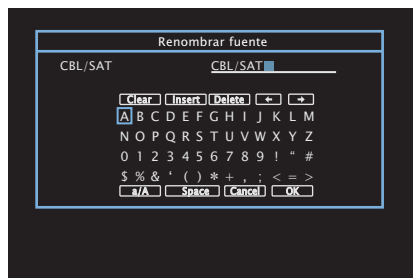 Renombrar fuente
CBL/SAT CBL/SAT
Clear Insert Delete ← →
A B C D E F G H I J K L M
N O P Q R S T U V W X Y Z
0 1 2 3 4 5 6 7 8 9 ! “ #
$ % & ‘ ( ) * + , ; < = >
a/A Space Cancel OK